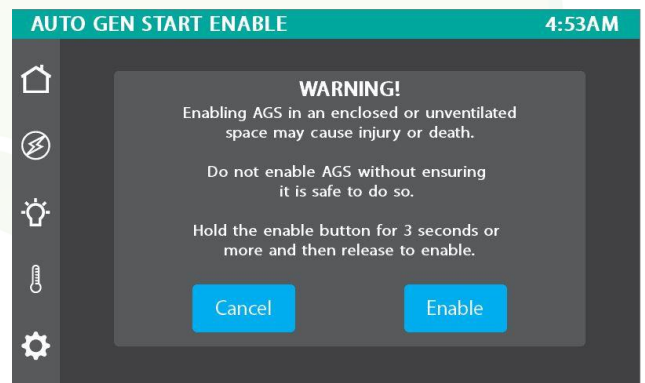 AUTO GEN START ENABLE 4:53AM
WARNING!
Enabling AGS in an enclosed or unventilated
space may cause injury or death.
Do not enable AGS without ensuring
it is safe to do so.
Hold the enable button for 3 seconds or
more and then release to enable.
Cancel Enable